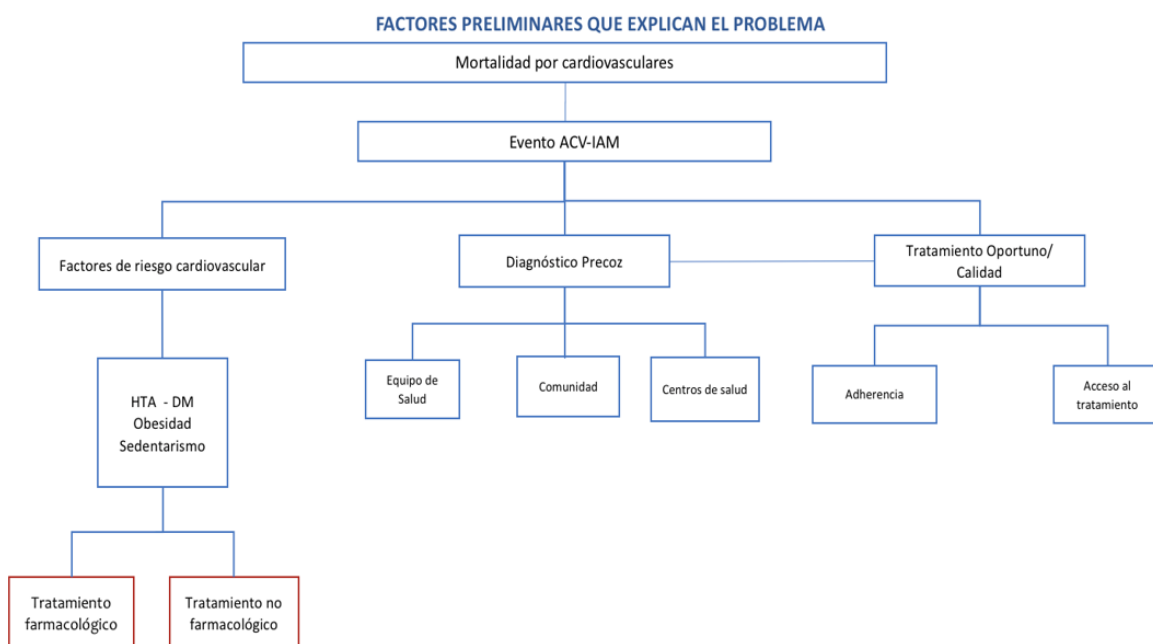 FACTORES PRELIMINARES QUE EXPLICAN EL PROBLEMA
Mortalidad por cardiovasculares
Evento ACV-IAM
Factores de riesgo cardiovascular
Diagnóstico Precoz
Tratamiento Oportuno/
Calidad
HTA - DM
Obesidad
Sedentarismo
Equipo de
Salud
Comunidad
Centros de salud
Adherencia
Acceso al
tratamiento
Tratamiento
farmacológico
Tratamiento no
farmacológico